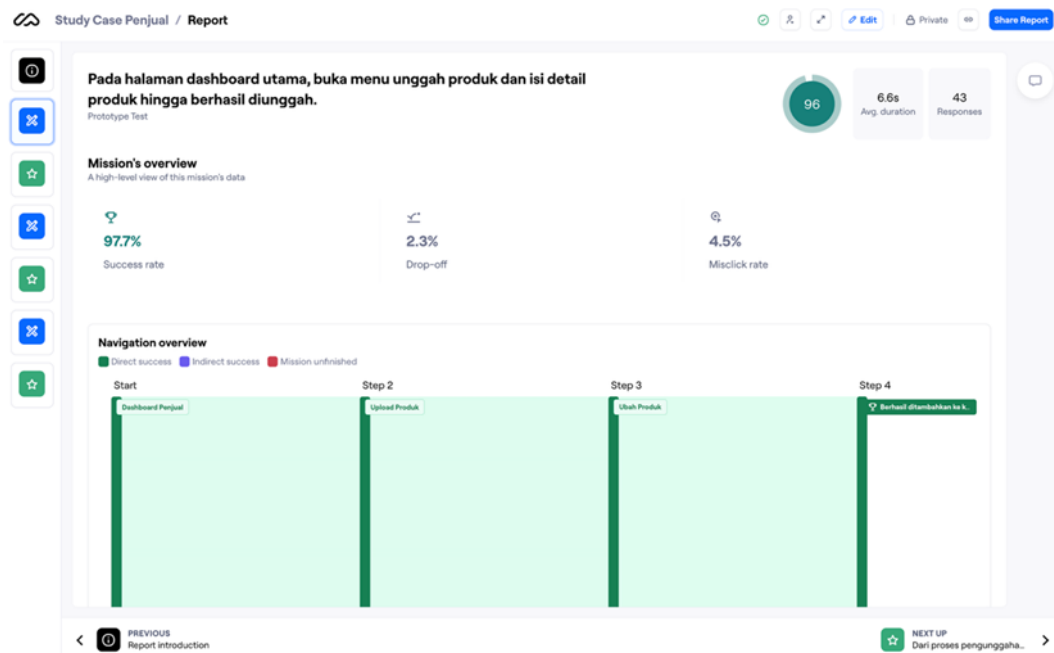 Study Case Penjual / Report
Edit
Private
Share Report
Pada halaman dashboard utama, buka menu unggah produk dan isi detail
produk hingga berhasil diunggah.
Prototype Test
96
6.6s
Avg. duration
43
Responses
Mission's overview
A high-level view of this mission's data
97.7%
Success rate
2.3%
Drop-off
4.5%
Misclick rate
Navigation overview
Direct success
Indirect success
Mission unfinished
Start
Step 2
Step 3
Step 4
Dashboard Penjual
Upload Produk
Ubah Produk
Berhasil ditambahkan ke k..
PREVIOUS
Report introduction
NEXT UP
Dari proses pengunggaha...